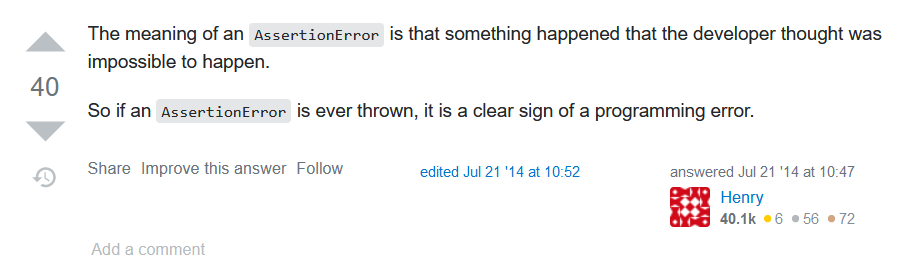 The meaning of an AssertionError is that something happened that the developer thought was
impossible to happen.
40
So if an AssertionError is ever thrown, it is a clear sign of a programming error.
Share Improve this answer Follow
edited Jul 21 '14 at 10:52
answered Jul 21 '14 at 10:47
Henry
40.1k 6 56 72
Add a comment